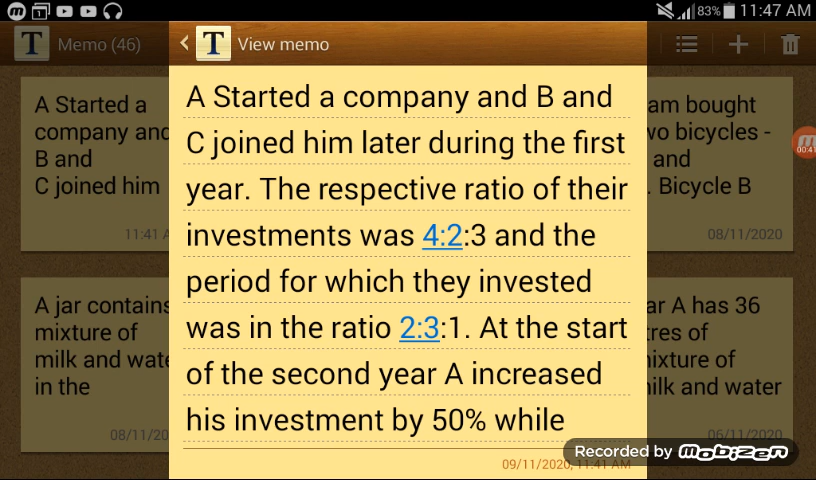 83% 11:47 AM
Memo (46)
View memo
A Started a company and B and
C joined him later during the first
year. The respective ratio of their
investments was 4:2:3 and the
period for which they invested
was in the ratio 2:3:1. At the start
of the second year A increased
his investment by 50% while
09/11/2020, 11:41 AM
A Started a
company and
B and
C joined him
11:41 A
am bought
wo bicycles -
and
. Bicycle B
08/11/2020
A jar contains
mixture of
milk and wate
in the
08/11/20
ar A has 36
tres of
mixture of
milk and water
06/11/2020
00:4
Recorded by Mobizen